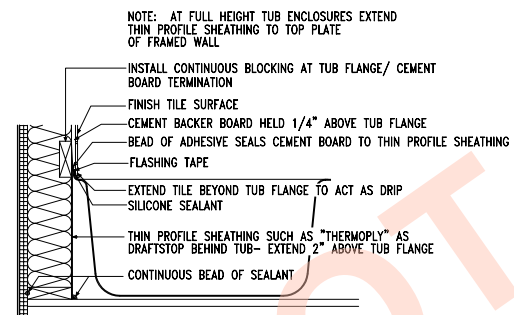 NOTE: AT FULL HEIGHT TUB ENCLOSURES EXTEND
THIN PROFILE SHEATHING TO TOP PLATE
OF FRAMED WALL
INSTALL CONTINUOUS BLOCKING AT TUB FLANGE/ CEMENT
BOARD TERMINATION
FINISH TILE SURFACE
CEMENT BACKER BOARD HELD 1/4" ABOVE TUB FLANGE
BEAD OF ADHESIVE SEALS CEMENT BOARD TO THIN PROFILE SHEATHING
FLASHING TAPE
EXTEND TILE BEYOND TUB FLANGE TO ACT AS DRIP
SILICONE SEALANT
THIN PROFILE SHEATHING SUCH AS "THERMOPLY" AS
DRAFTSTOP BEHIND TUB- EXTEND 2" ABOVE TUB FLANGE
CONTINUOUS BEAD OF SEALANT
OT